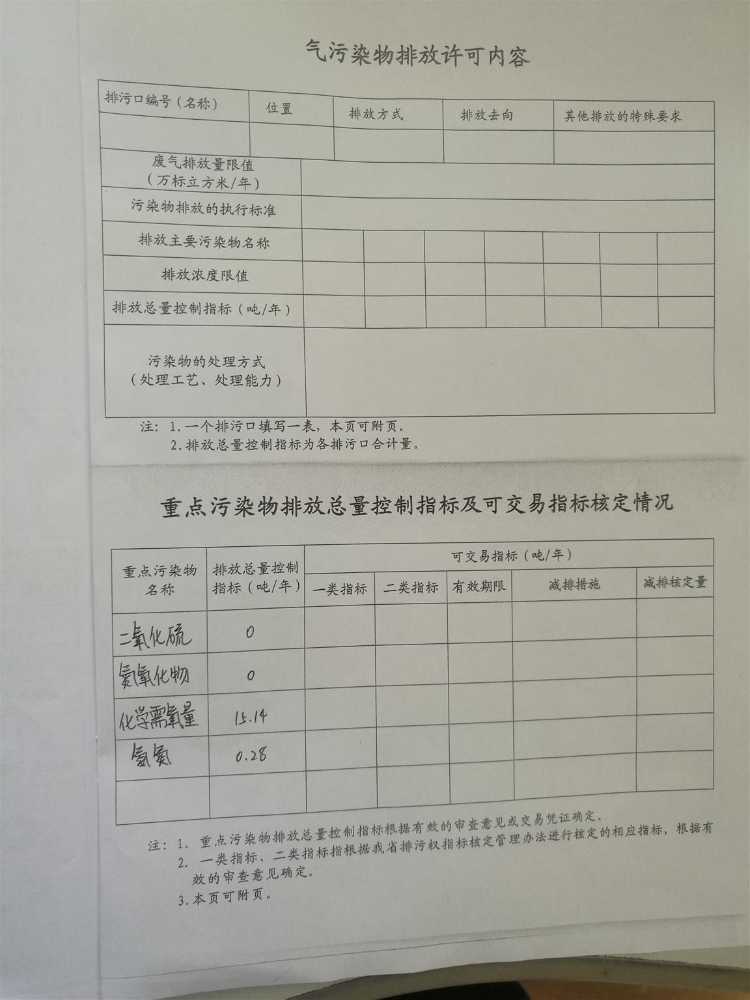 气污染物排放许可内容
排污口编号（名称） 位置 排放方式 排放去向 其他排放的特殊要求
废气排放量限值
（万标立方米/年）
污染物排放的执行标准
排放主要污染物名称
排放浓度限值
排放总量控制指标（吨/年）
污染物的处理方式
（处理工艺、处理能力）
注：1.一个排污口填写一表，本页可附页。
2.排放总量控制指标为各排污口合计量。
重点污染物排放总量控制指标及可交易指标核定情况
重点污染物
名称
排放总量控制
指标（吨/年）
可交易指标（吨/年）
一类指标 二类指标 有效期限 减排措施 减排核定量
二氧化硫 0
氮氧化物 0
化学需氧量 15.14
氨氮 0.28
注：1. 重点污染物排放总量控制指标根据有效的审查意见或交易凭证确定。
2. 一类指标、二类指标指根据我省排污权指标核定管理办法进行核定的相应指标，根据有
效的审查意见确定。
3.本页可附页。